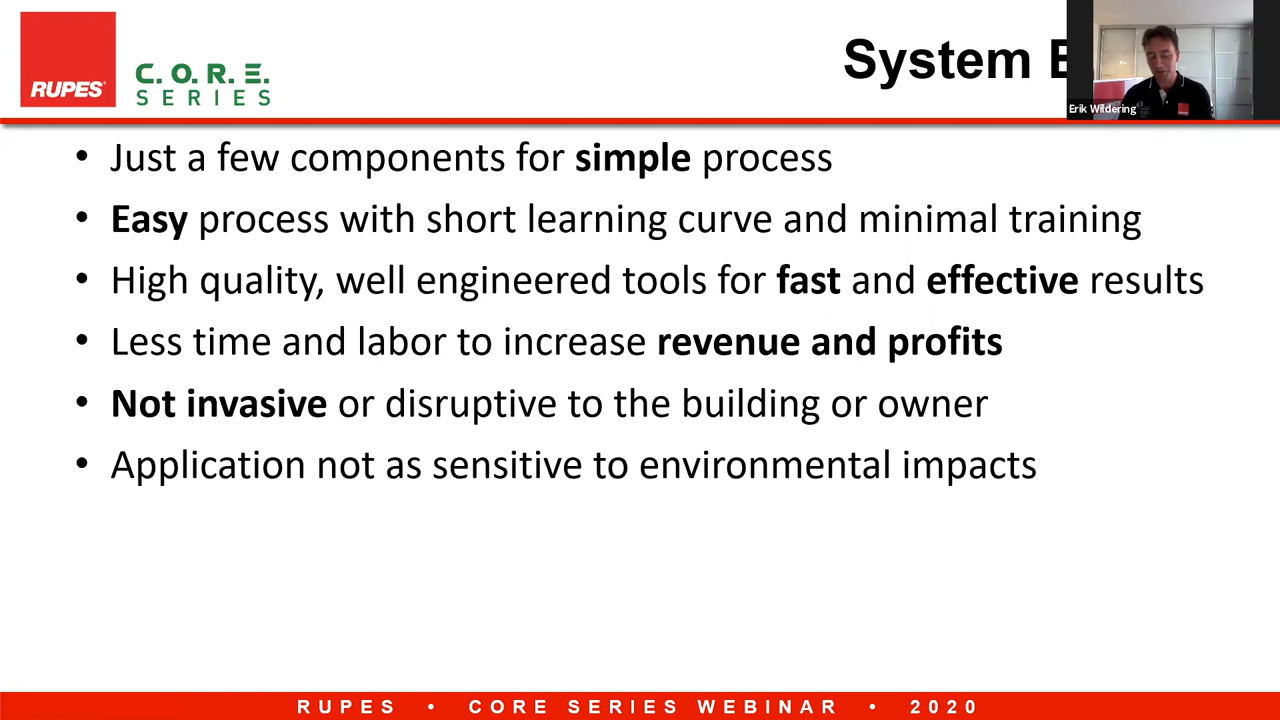 RUPES
C.O.R.E.
SERIES
System
Erik Wildering
• Just a few components for simple process
• Easy process with short learning curve and minimal training
• High quality, well engineered tools for fast and effective results
• Less time and labor to increase revenue and profits
• Not invasive or disruptive to the building or owner
• Application not as sensitive to environmental impacts
RUPES • CORE SERIES WEBINAR • 2020